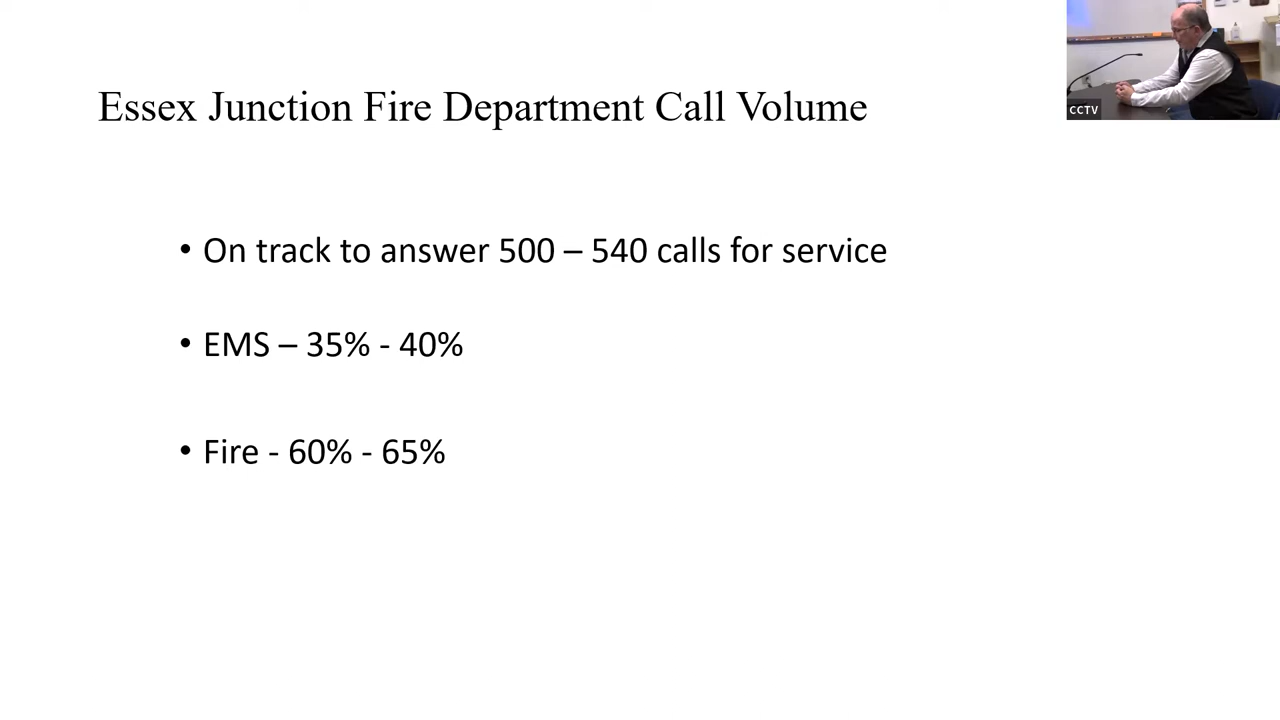 Essex Junction Fire Department Call Volume
CCTV
• On track to answer 500 – 540 calls for service
• EMS – 35% - 40%
• Fire - 60% - 65%